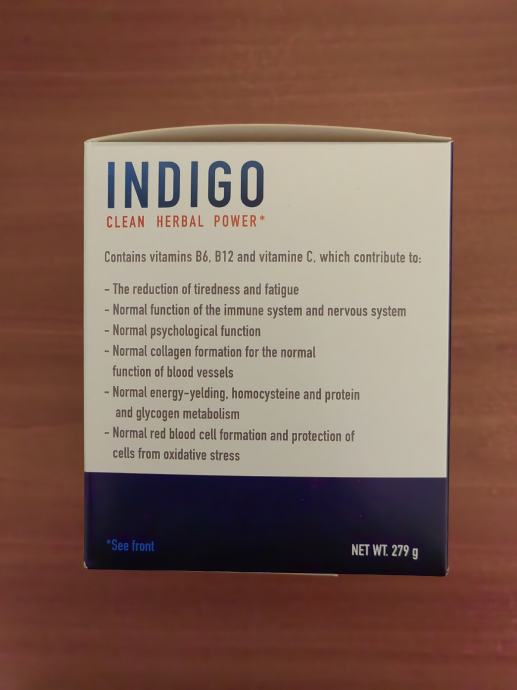 INDIGO
CLEAN HERBAL POWER*
Contains vitamins B6, B12 and vitamine C, which contribute to:
- The reduction of tiredness and fatigue
- Normal function of the immune system and nervous system
- Normal psychological function
- Normal collagen formation for the normal
function of blood vessels
- Normal energy-yelding, homocysteine and protein
and glycogen metabolism
- Normal red blood cell formation and protection of
cells from oxidative stress
*See front
NET WT. 279 g